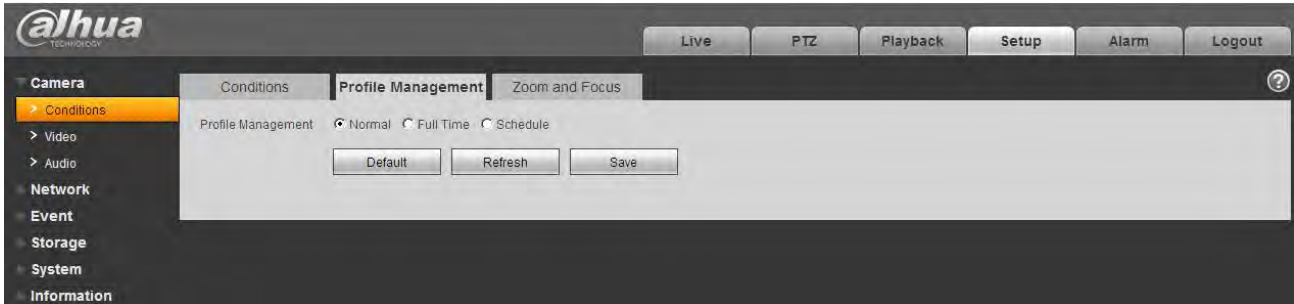 alhua
TECHNOLOGY
Live PTZ Playback Setup Alarm Logout
Camera
> Conditions
> Video
> Audio
Network
Event
Storage
System
Information
Conditions Profile Management Zoom and Focus ?
Profile Management Normal Full Time Schedule
Default Refresh Save